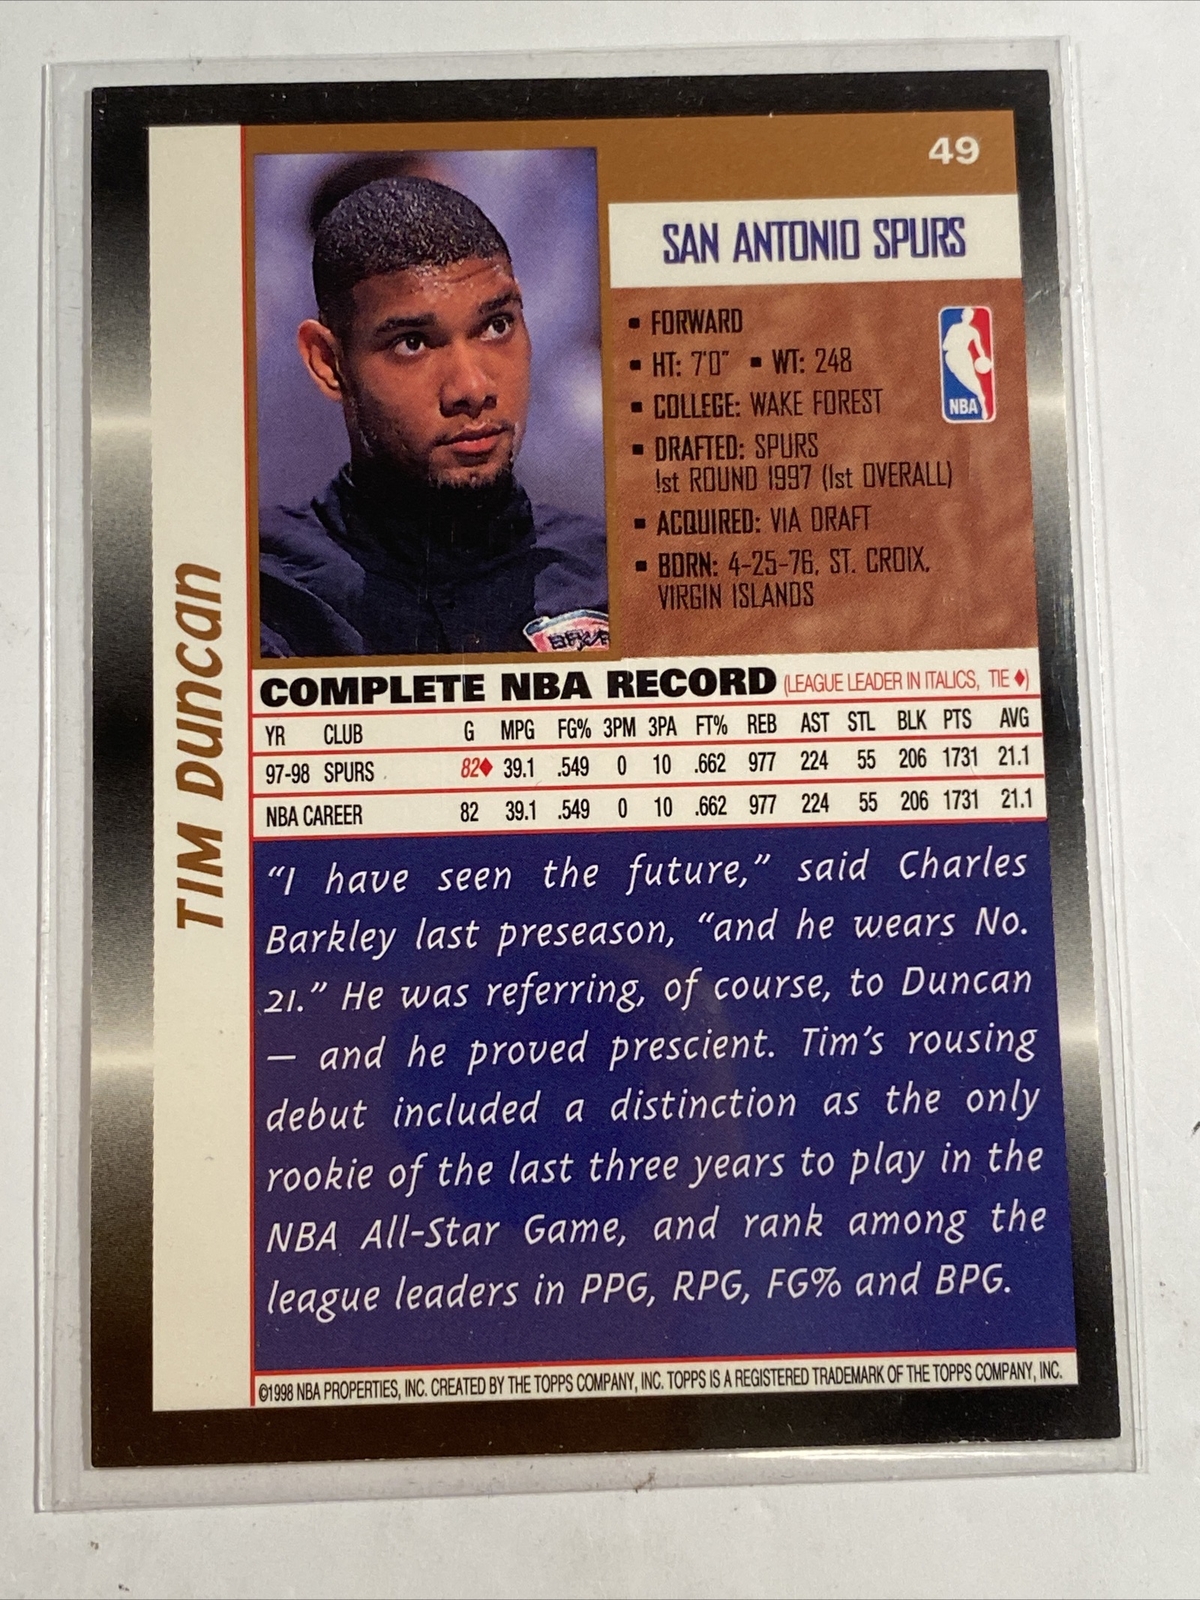 49
SAN ANTONIO SPURS
▪ FORWARD
▪ HT: 7'0" ▪ WT: 248
▪ COLLEGE: WAKE FOREST
▪ DRAFTED: SPURS
1st ROUND 1997 (1st OVERALL)
▪ ACQUIRED: VIA DRAFT
▪ BORN: 4-25-76, ST. CROIX,
VIRGIN ISLANDS
NBA
TIM DUNCAN
COMPLETE NBA RECORD (LEAGUE LEADER IN ITALICS, TIE ♦)
YR CLUB G MPG FG% 3PM 3PA FT% REB AST STL BLK PTS AVG
97-98 SPURS 82♦ 39.1 .549 0 10 .662 977 224 55 206 1731 21.1
NBA CAREER 82 39.1 .549 0 10 .662 977 224 55 206 1731 21.1
“I have seen the future,” said Charles
Barkley last preseason, “and he wears No.
21.” He was referring, of course, to Duncan
— and he proved prescient. Tim’s rousing
debut included a distinction as the only
rookie of the last three years to play in the
NBA All-Star Game, and rank among the
league leaders in PPG, RPG, FG% and BPG.
©1998 NBA PROPERTIES, INC. CREATED BY THE TOPPS COMPANY, INC. TOPPS IS A REGISTERED TRADEMARK OF THE TOPPS COMPANY, INC.